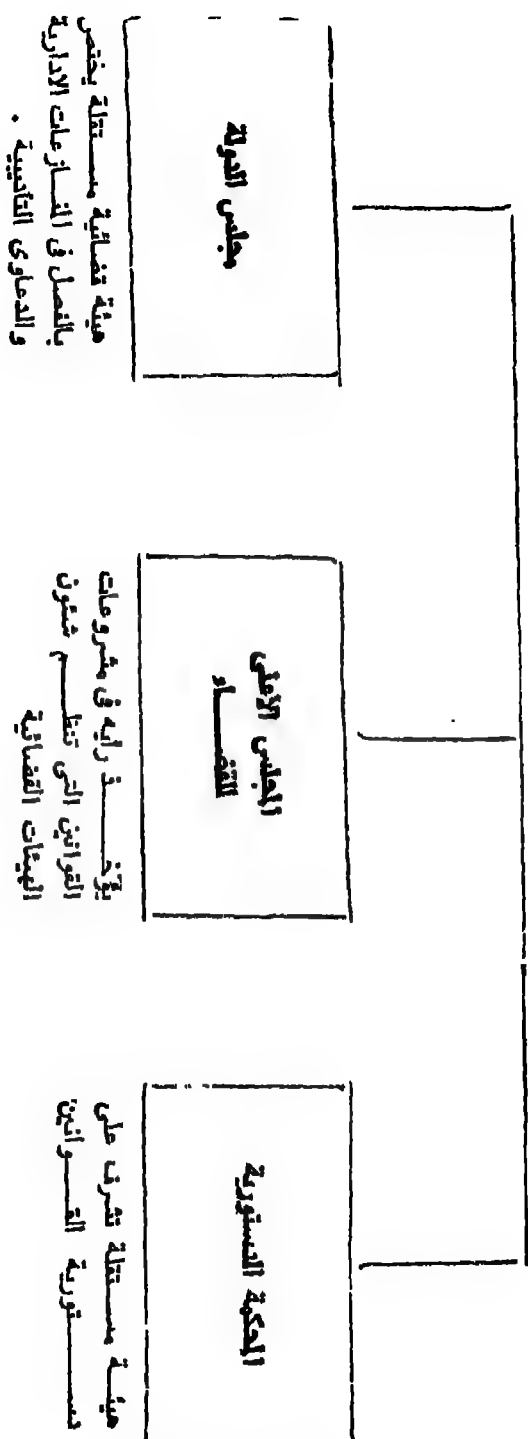 المحكمة الدستورية
هيئة مستقلة تشرف على
دستورية القوانين
المجلس الأعلى
للقضاء
يؤخذ رأيه فى مشروعات
القوانين التى تنظم شئون
الهيئات القضائية
مجلس الدولة
هيئة قضائية مستقلة يختص
بالفصل فى المنازعات الادارية
والدعاوى التأديبية .